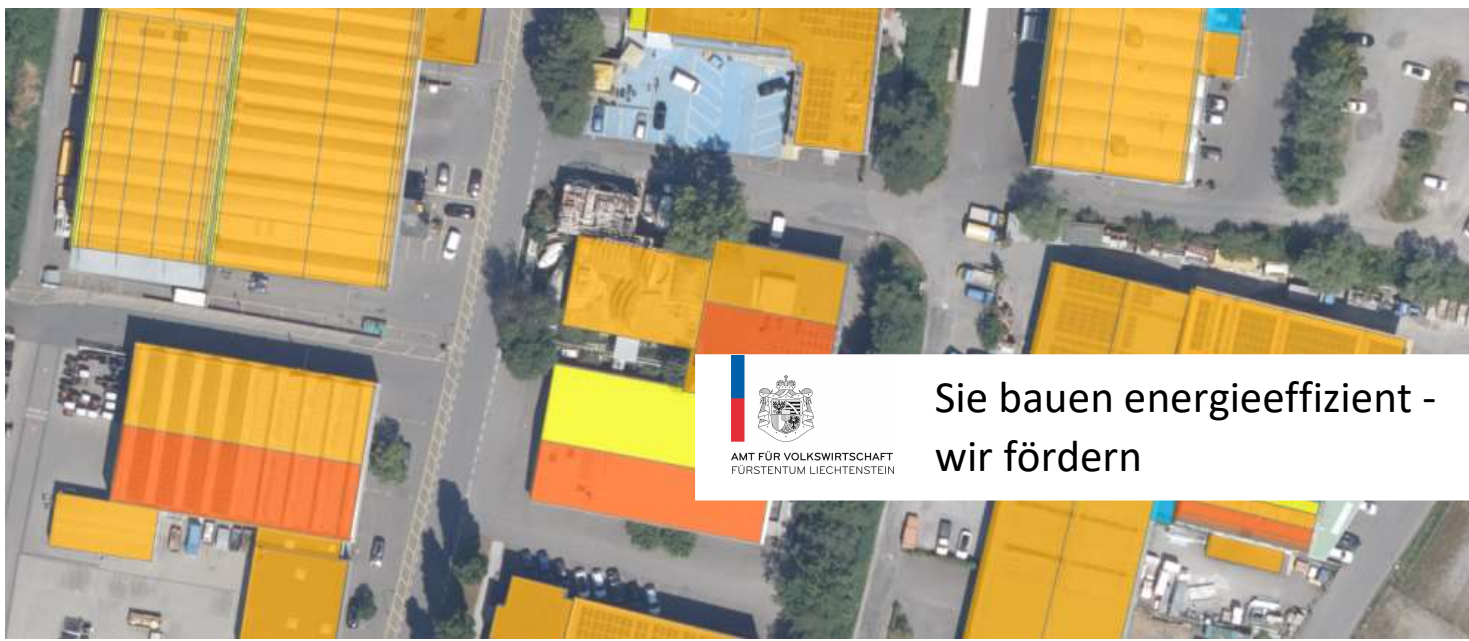 Sie bauen energieeffizient -
wir fördern
AMT FÜR VOLKSWIRTSCHAFT
FÜRSTENTUM LIECHTENSTEIN